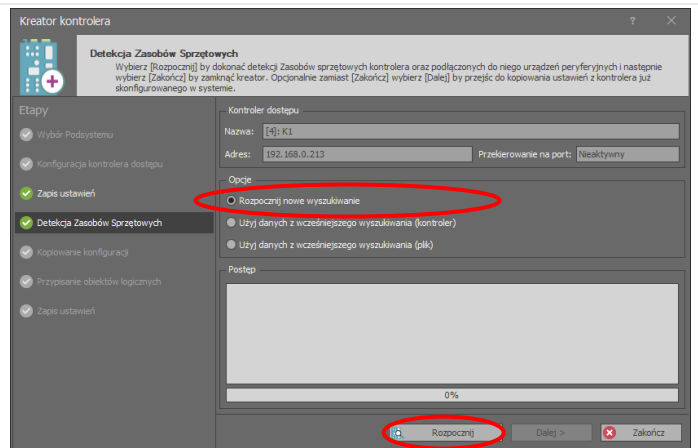 Kreator kontrolera
Detekcja Zasobów Sprzętowych
Wybierz [Rozpocznij] by dokonać detekcji Zasobów sprzętowych kontrolera oraz podłączonych do niego urządzeń peryferyjnych i następnie
wybierz [Zakończ] by zamknąć kreator. Opcjonalnie zamiast [Zakończ] wybierz [Dalej] by przejść do kopiowania ustawień z kontrolera już
skonfigurowanego w systemie.
Etapy
Wybór Podsystemu
Konfiguracja kontrolera dostępu
Zapis ustawień
Detekcja Zasobów Sprzętowych
Kopiowanie konfiguracji
Przypisanie obiektów logicznych
Zapis ustawień
Kontroler dostępu
Nazwa: [4]: K1
Adres: 192.168.0.213 Przekierowanie na port: Nieaktywny
Opcje
Rozpocznij nowe wyszukiwanie
Użyj danych z wcześniejszego wyszukiwania (kontroler)
Użyj danych z wcześniejszego wyszukiwania (plik)
Postęp
0%
Rozpocznij Dalej > Zakończ